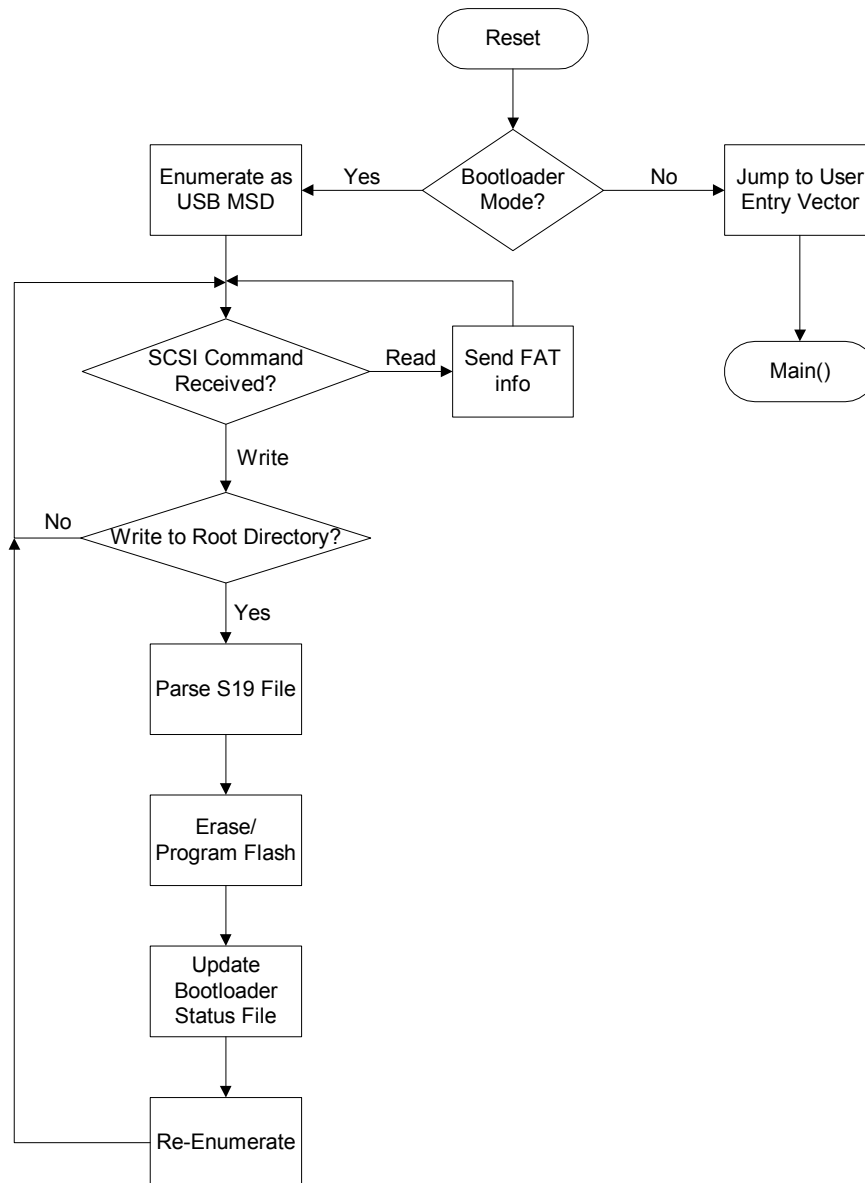 Reset
Enumerate as
USB MSD
Yes
Bootloader
Mode?
No
Jump to User
Entry Vector
SCSI Command
Received?
Read
Send FAT
info
Main()
Write
No
Write to Root Directory?
Yes
Parse S19 File
Erase/
Program Flash
Update
Bootloader
Status File
Re-Enumerate